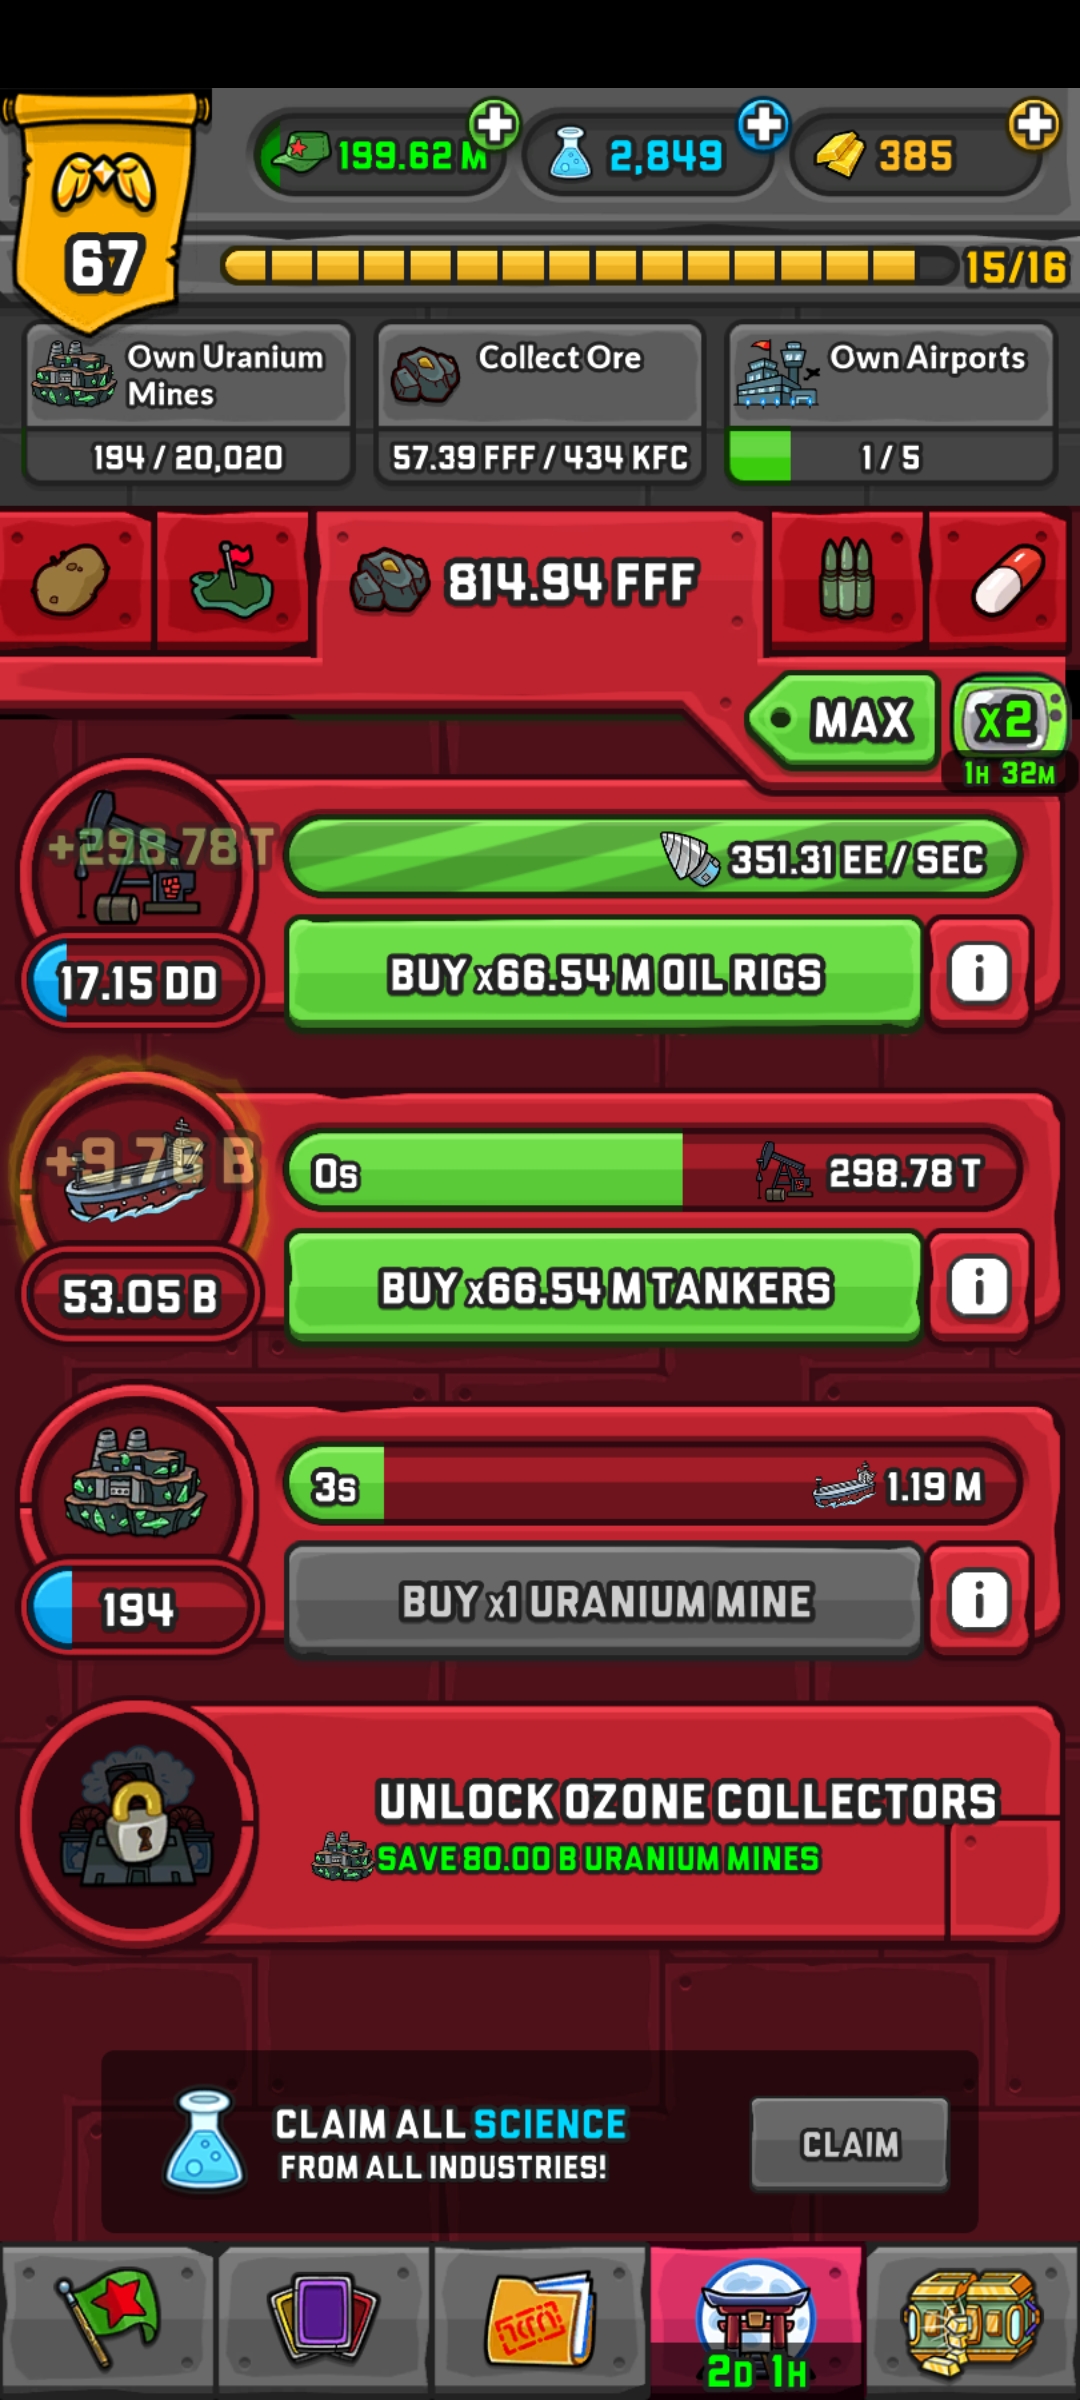 199.62 M
2,849
385
67
15/16
Own Uranium
Mines
194 / 20,020
Collect Ore
57.39 FFF / 434 KFC
Own Airports
1 / 5
814.94 FFF
MAX
x2
1H 32M
+298.78 T
351.31 EE / SEC
17.15 DD
BUY x66.54 M OIL RIGS
i
+9.76 B
0s
298.78 T
53.05 B
BUY x66.54 M TANKERS
i
3s
1.19 M
194
BUY x1 URANIUM MINE
i
UNLOCK OZONE COLLECTORS
SAVE 80.00 B URANIUM MINES
CLAIM ALL SCIENCE
FROM ALL INDUSTRIES!
CLAIM
2D 1H